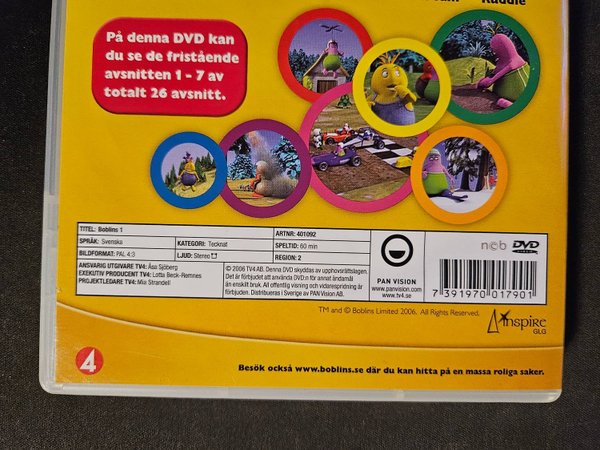 Ruddle
På denna DVD kan
du se de fristående
avsnitten 1 - 7 av
totalt 26 avsnitt.
TITEL: Boblins 1
ARTNR: 401092
SPRÅK: Svenska
KATEGORI: Tecknat
SPELTID: 60 min
BILDFORMAT: PAL 4:3
LJUD: Stereo
REGION: 2
ANSVARIG UTGIVARE TV4: Åsa Sjöberg
EXEKUTIV PRODUCENT TV4: Lotta Beck-Remnes
PROJEKTLEDARE TV4: Mia Strandell
© 2006 TV4 AB. Denna DVD skyddas av upphovsrättslagen.
Det är förbjudet att använda DVD:n för annat ändamål
än enskilt bruk. All offentlig visning och vidarespridning är
förbjuden. Distribueras i Sverige av PAN Vision AB.
PAN VISION
www.panvision.com
www.tv4.se
ncb DVD
7 391970 017901
TM and © Boblins Limited 2006. All Rights Reserved.
inspire
GLG
4
Besök också www.boblins.se där du kan hitta på en massa roliga saker.